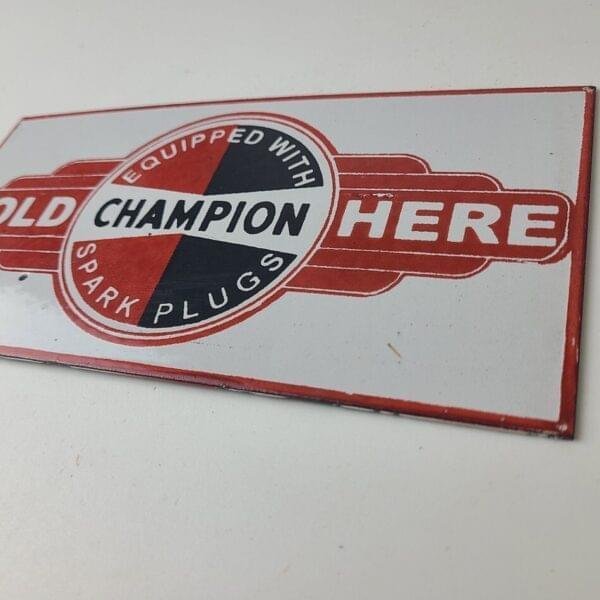 EQUIPPED WITH
OLD CHAMPION HERE
SPARK PLUGS